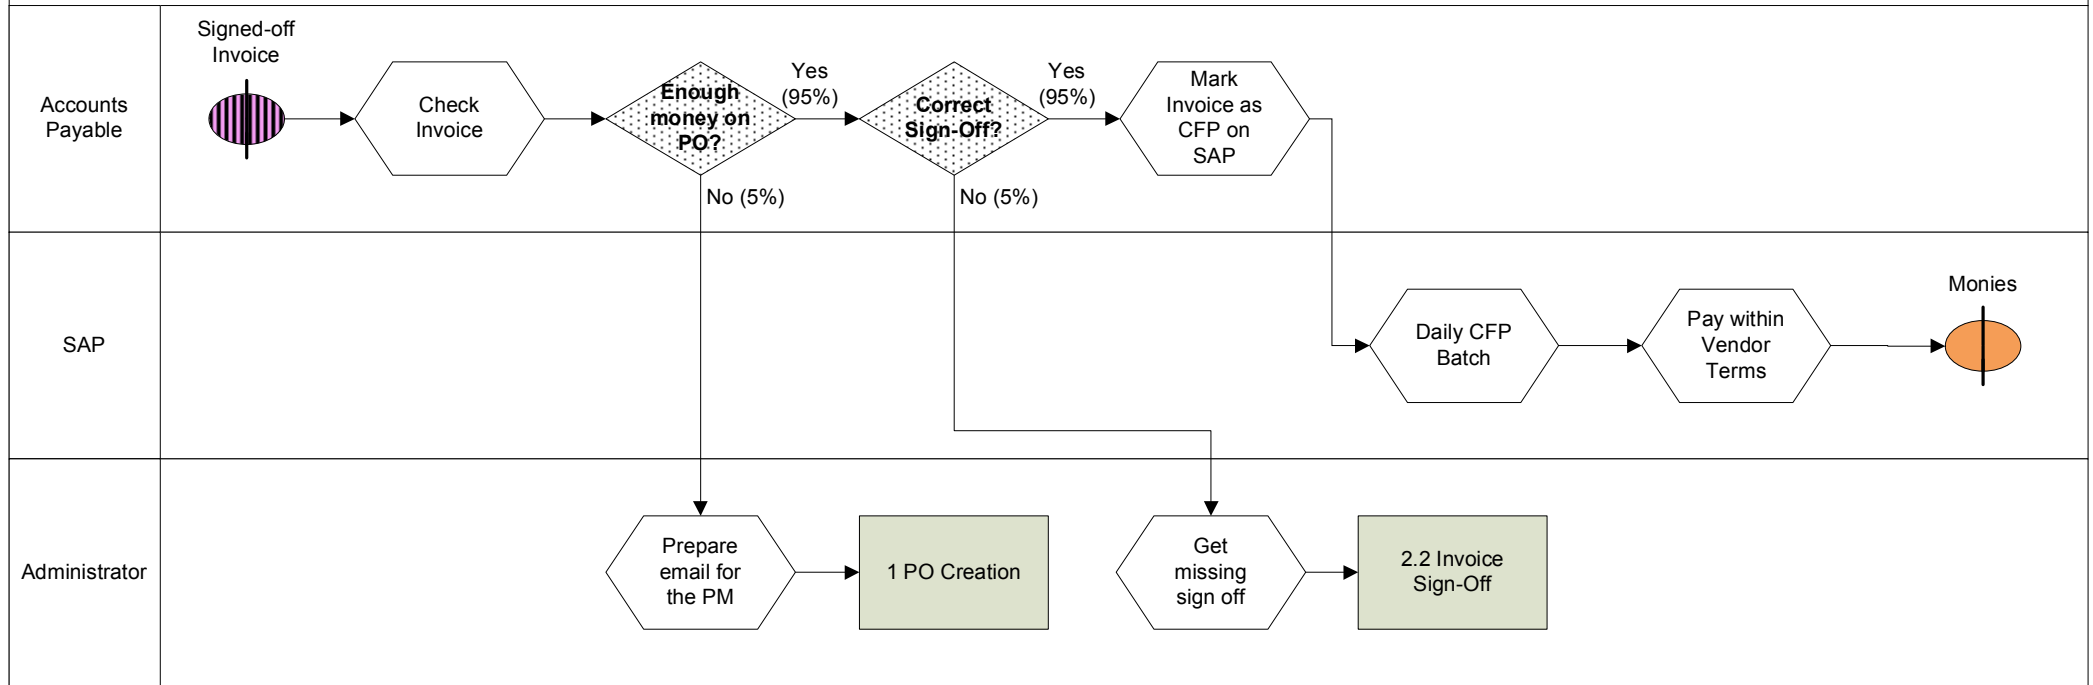 Signed-off
Invoice
Accounts
Payable
Check
Invoice
Enough
money on
PO?
Yes
(95%)
No (5%)
Correct
Sign-Off?
Yes
(95%)
No (5%)
Mark
Invoice as
CFP on
SAP
SAP
Daily CFP
Batch
Pay within
Vendor
Terms
Monies
Administrator
Prepare
email for
the PM
1 PO Creation
Get
missing
sign off
2.2 Invoice
Sign-Off